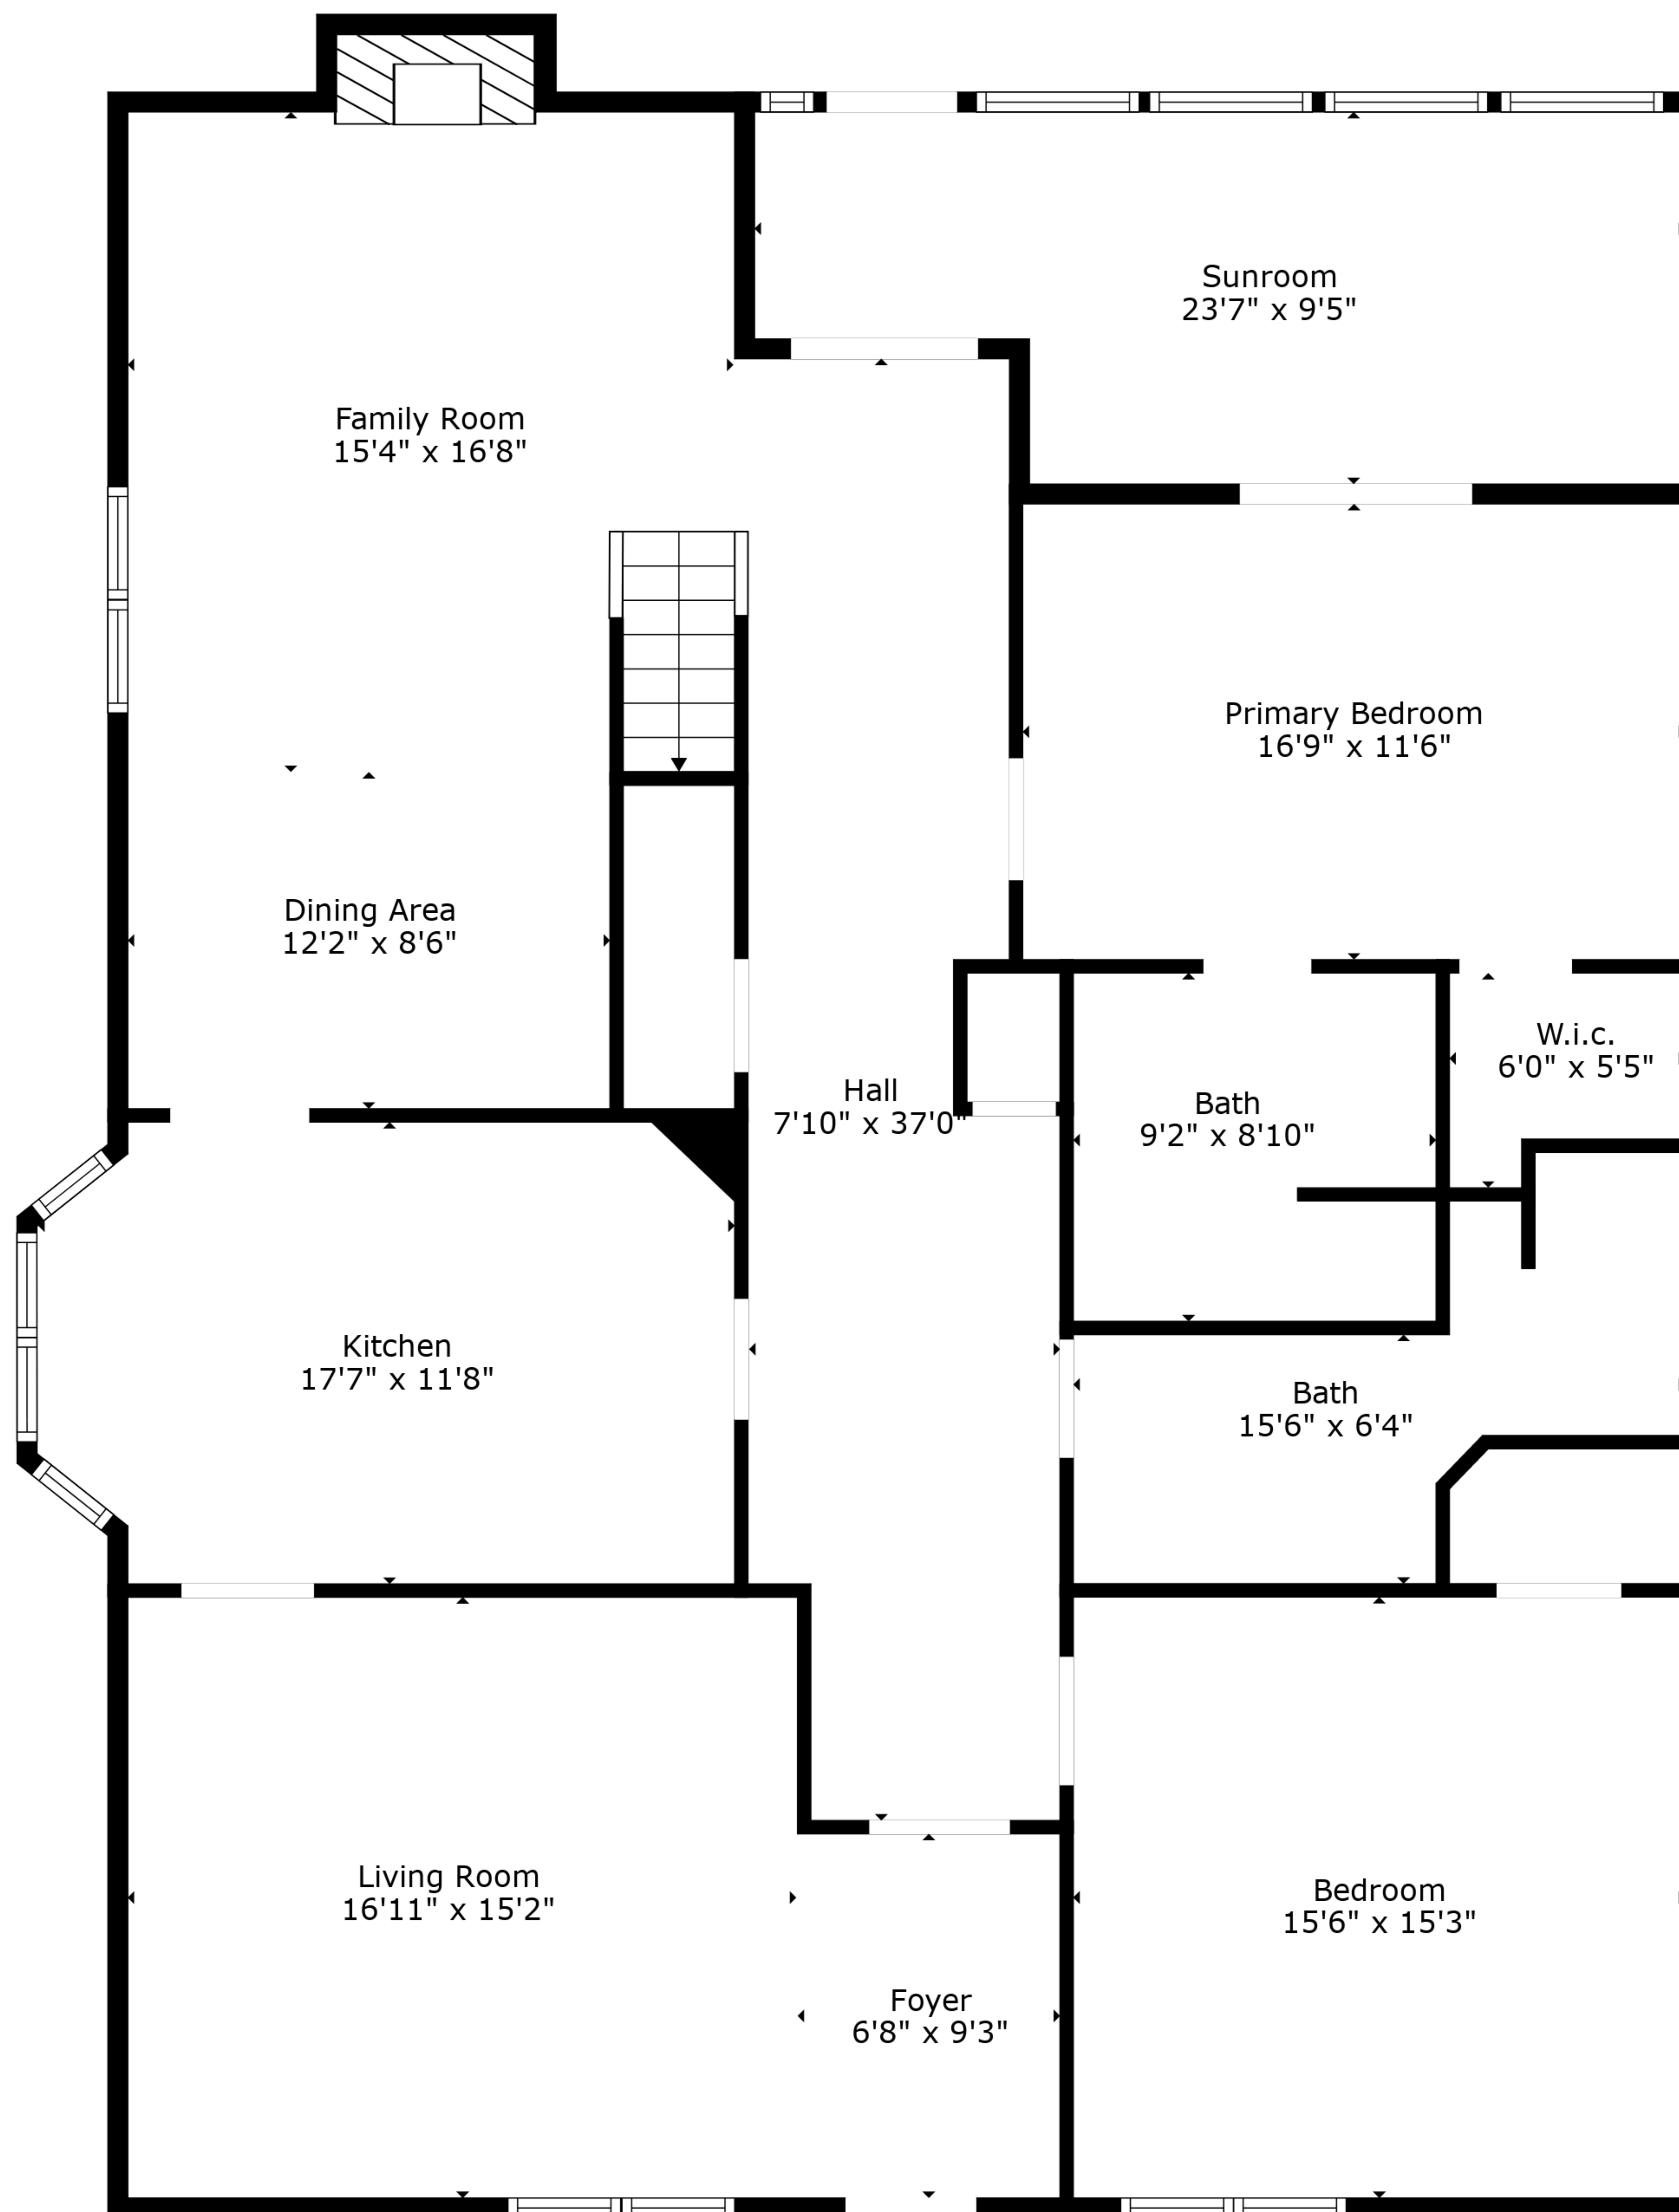 Sunroom
23'7" x 9'5"
Family Room
15'4" x 16'8"
Primary Bedroom
16'9" x 11'6"
Dining Area
12'2" x 8'6"
W.i.c.
6'0" x 5'5"
Hall
7'10" x 37'0"
Bath
9'2" x 8'10"
Kitchen
17'7" x 11'8"
Bath
15'6" x 6'4"
Living Room
16'11" x 15'2"
Bedroom
15'6" x 15'3"
Foyer
6'8" x 9'3"